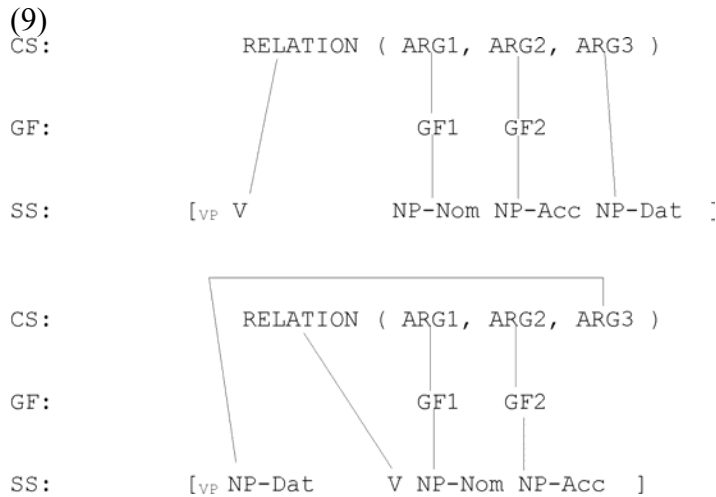 (9)
CS: RELATION ( ARG1, ARG2, ARG3 )
GF: GF1 GF2
SS: [VP V NP-Nom NP-Acc NP-Dat ]
CS: RELATION ( ARG1, ARG2, ARG3 )
GF: GF1 GF2
SS: [VP NP-Dat V NP-Nom NP-Acc ]